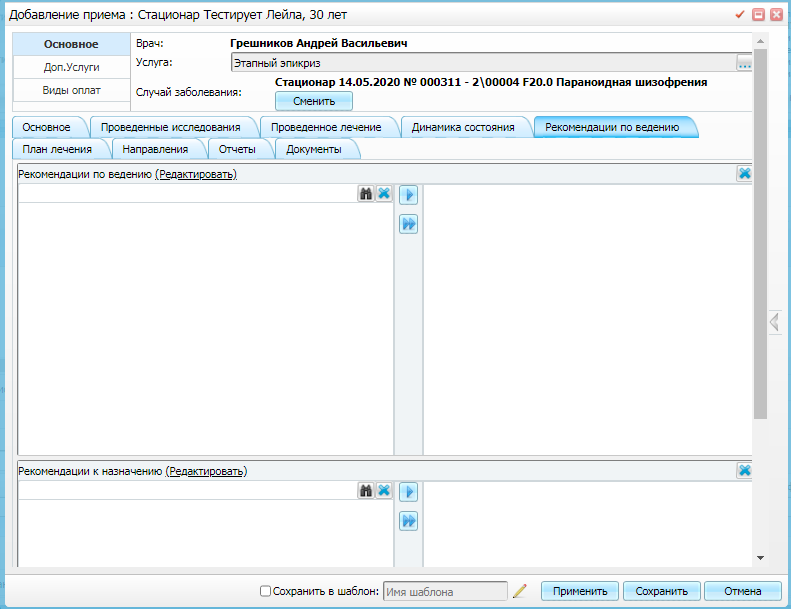 Добавление приема : Стационар Тестирует Лейла, 30 лет
Основное
Доп.Услуги
Виды оплат
Врач: Грешников Андрей Васильевич
Услуга: Этапный эпикриз ...
Случай заболевания: Стационар 14.05.2020 № 000311 - 2\00004 F20.0 Параноидная шизофрения
Сменить
Основное Проведенные исследования Проведенное лечение Динамика состояния Рекомендации по ведению
План лечения Направления Отчеты Документы
Рекомендации по ведению (Редактировать)
Рекомендации к назначению (Редактировать)
Сохранить в шаблон: Имя шаблона Применить Сохранить Отмена